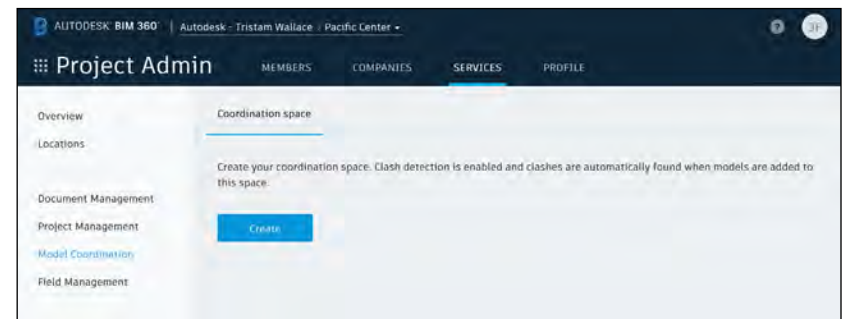 AUTODESK BIM 360 Autodesk - Tristam Wallace / Pacific Center
JH
Project Admin MEMBERS COMPANIES SERVICES PROFILE
Overview
Locations
Document Management
Project Management
Model Coordination
Field Management
Coordination space
Create your coordination space. Clash detection is enabled and clashes are automatically found when models are added to
this space.
Create